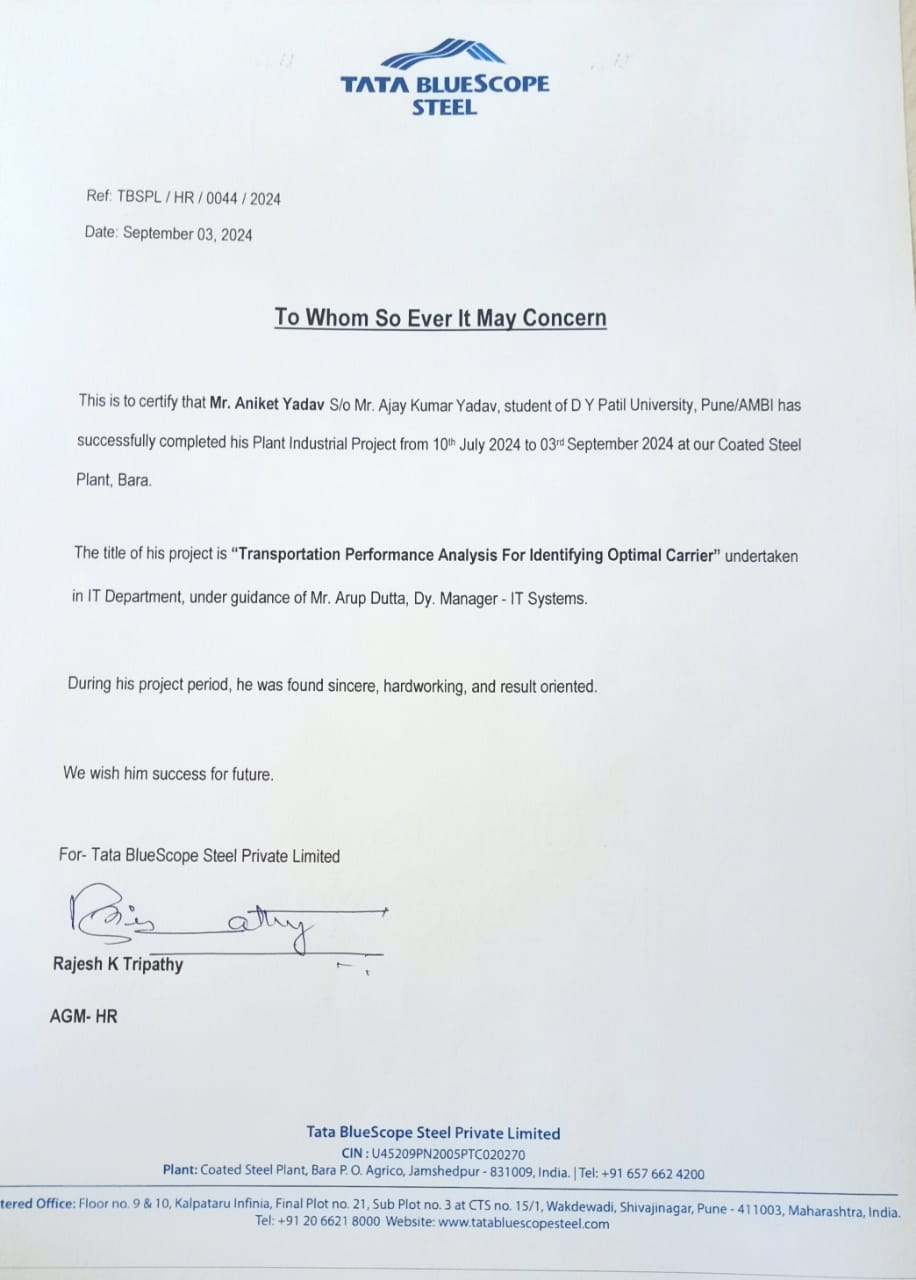 TATA BLUESCOPE
STEEL
Ref: TBSPL / HR / 0044 / 2024
Date: September 03, 2024
To Whom So Ever It May Concern
This is to certify that Mr. Aniket Yadav S/o Mr. Ajay Kumar Yadav, student of D Y Patil University, Pune/AMBI has
successfully completed his Plant Industrial Project from 10th July 2024 to 03rd September 2024 at our Coated Steel
Plant, Bara.
The title of his project is “Transportation Performance Analysis For Identifying Optimal Carrier” undertaken
in IT Department, under guidance of Mr. Arup Dutta, Dy. Manager - IT Systems.
During his project period, he was found sincere, hardworking, and result oriented.
We wish him success for future.
For- Tata BlueScope Steel Private Limited
Rajesh K Tripathy
AGM- HR
Tata BlueScope Steel Private Limited
CIN : U45209PN2005PTC020270
Plant: Coated Steel Plant, Bara P. O. Agrico, Jamshedpur - 831009, India. | Tel: +91 657 662 4200
tered Office: Floor no. 9 & 10, Kalpataru Infinia, Final Plot no. 21, Sub Plot no. 3 at CTS no. 15/1, Wakdewadi, Shivajinagar, Pune - 411003, Maharashtra, India.
Tel: +91 20 6621 8000 Website: www.tatabluescopesteel.com